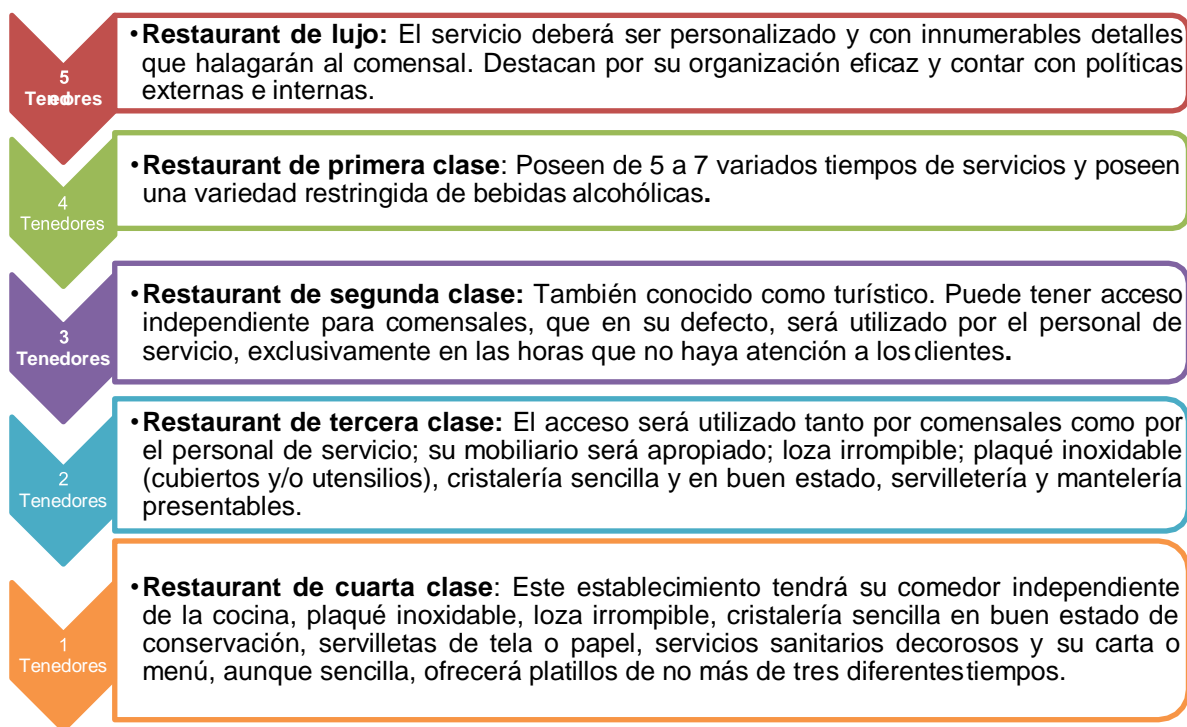 5
Tenedores
•Restaurant de lujo: El servicio deberá ser personalizado y con innumerables detalles
que halagarán al comensal. Destacan por su organización eficaz y contar con políticas
externas e internas.
4
Tenedores
•Restaurant de primera clase: Poseen de 5 a 7 variados tiempos de servicios y poseen
una variedad restringida de bebidas alcohólicas.
3
Tenedores
•Restaurant de segunda clase: También conocido como turístico. Puede tener acceso
independiente para comensales, que en su defecto, será utilizado por el personal de
servicio, exclusivamente en las horas que no haya atención a los clientes.
2
Tenedores
•Restaurant de tercera clase: El acceso será utilizado tanto por comensales como por
el personal de servicio; su mobiliario será apropiado; loza irrompible; plaqué inoxidable
(cubiertos y/o utensilios), cristalería sencilla y en buen estado, servilletería y mantelería
presentables.
1
Tenedores
•Restaurant de cuarta clase: Este establecimiento tendrá su comedor independiente
de la cocina, plaqué inoxidable, loza irrompible, cristalería sencilla en buen estado de
conservación, servilletas de tela o papel, servicios sanitarios decorosos y su carta o
menú, aunque sencilla, ofrecerá platillos de no más de tres diferentes tiempos.